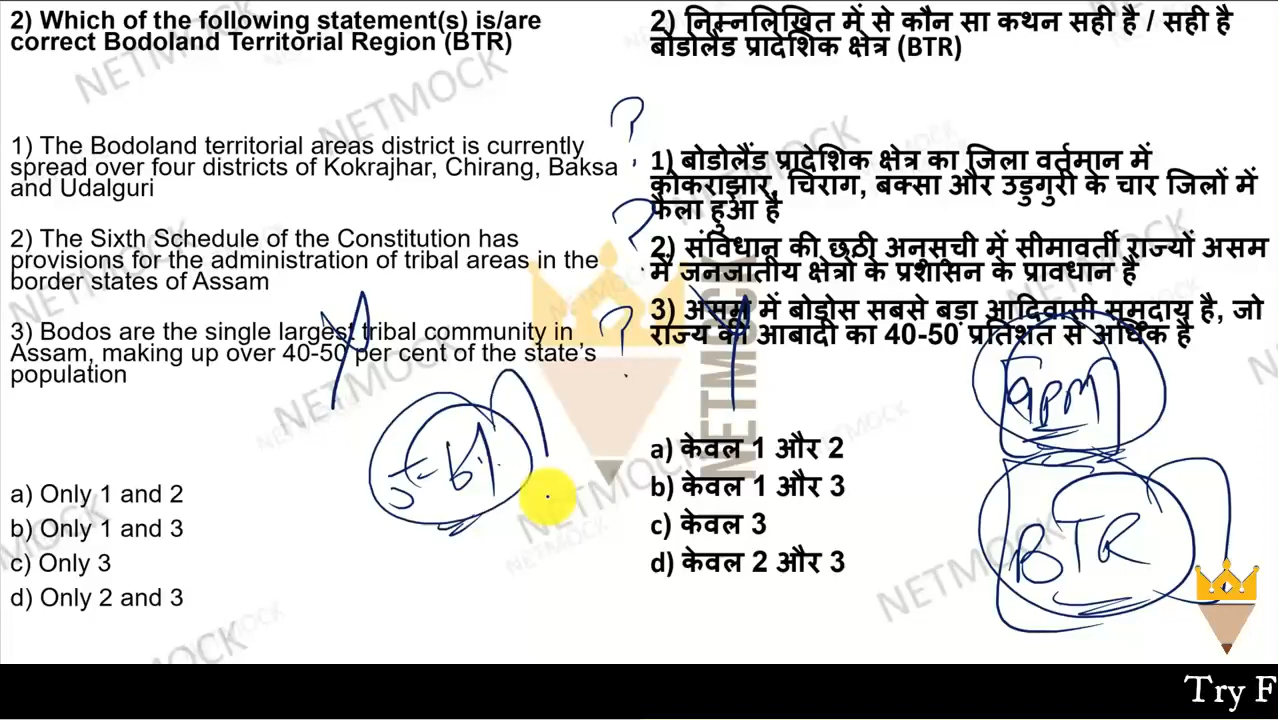 2) Which of the following statement(s) is/are
correct Bodoland Territorial Region (BTR)
1) The Bodoland territorial areas district is currently
spread over four districts of Kokrajhar, Chirang, Baksa
and Udalguri
2) The Sixth Schedule of the Constitution has
provisions for the administration of tribal areas in the
border states of Assam
3) Bodos are the single largest tribal community in
Assam, making up over 40-50 per cent of the state's
population
a) Only 1 and 2
b) Only 1 and 3
c) Only 3
d) Only 2 and 3
2) निम्नलिखित में से कौन सा कथन सही है / सही है
बोडोलैंड प्रादेशिक क्षेत्र (BTR)
1) बोडोलैंड प्रादेशिक क्षेत्र का जिला वर्तमान में
कोकराझार, चिरांग, बक्सा और उडुगुरी के चार जिलों में
फैला हुआ है
2) संविधान की छठी अनुसूची में सीमावर्ती राज्यों असम
में जनजातीय क्षेत्रों के प्रशासन के प्रावधान हैं
3) असम में बोडोस सबसे बड़ा आदिवासी समुदाय है, जो
राज्य की आबादी का 40-50 प्रतिशत से अधिक है
a) केवल 1 और 2
b) केवल 1 और 3
c) केवल 3
d) केवल 2 और 3
BTR
NETMOCK
Try F